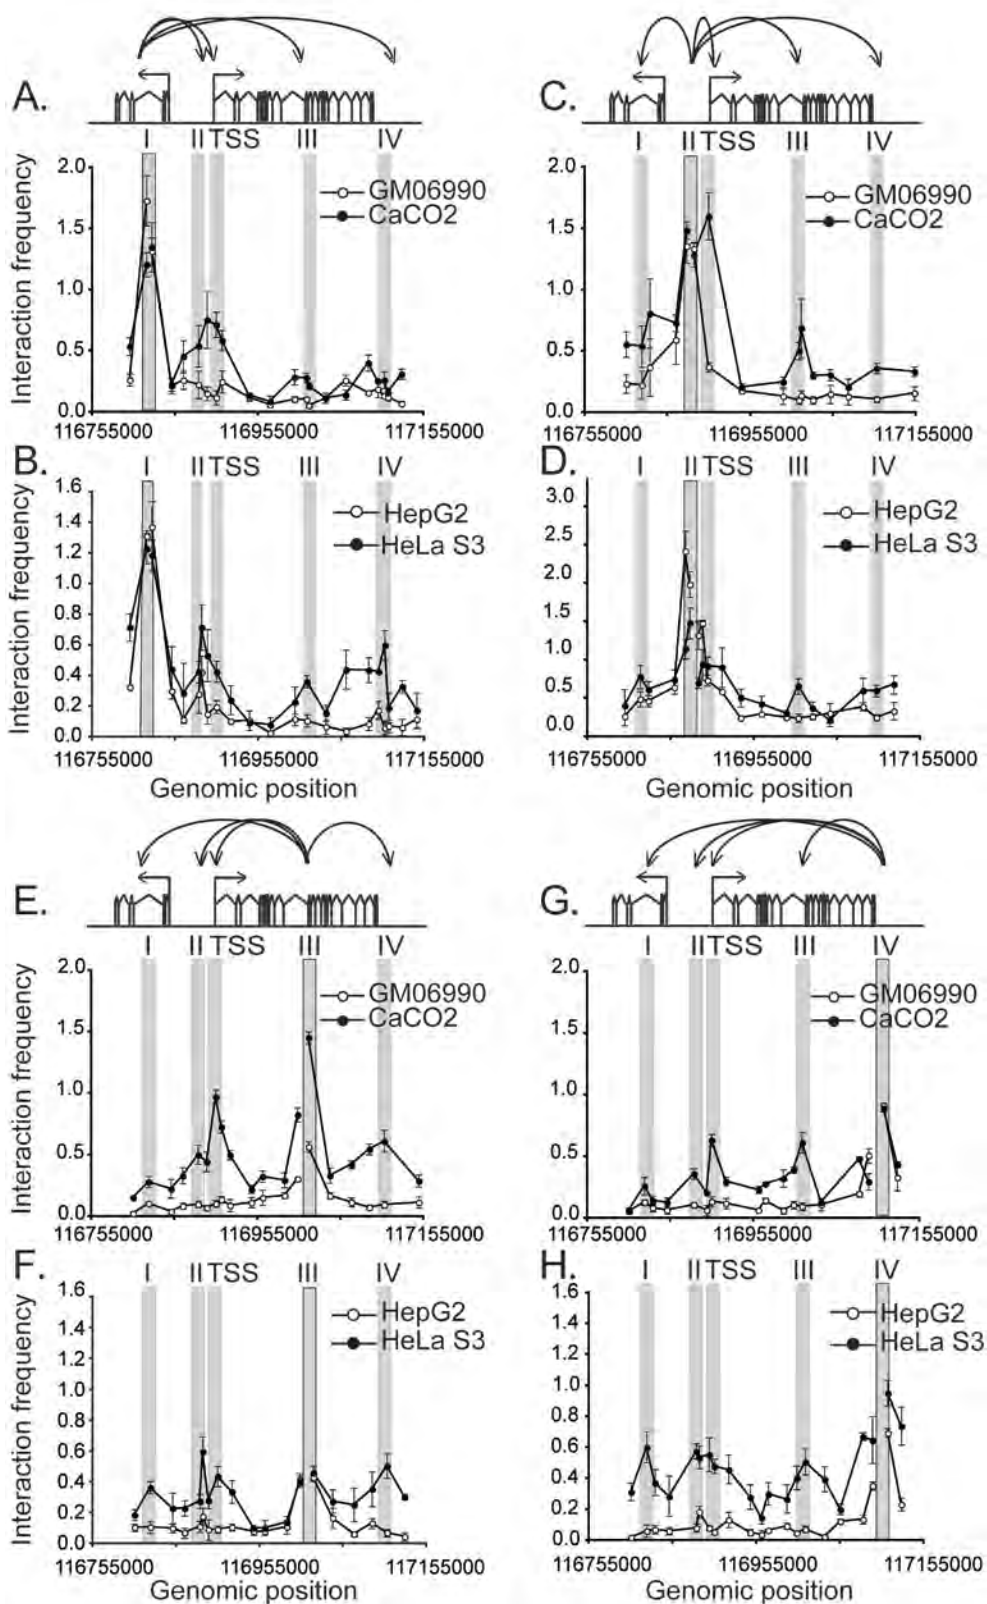 A.
I II TSS III IV
2.0
1.5
1.0
0.5
0.0
Interaction frequency
GM06990
CaCO2
116755000 116955000 117155000
C.
I II TSS III IV
2.0
1.5
1.0
0.5
0.0
GM06990
CaCO2
116755000 116955000 117155000
B.
I II TSS III IV
1.6
1.4
1.2
1.0
0.8
0.6
0.4
0.2
0.0
Interaction frequency
HepG2
HeLa S3
116755000 116955000 117155000
Genomic position
D.
I II TSS III IV
3.0
2.5
2.0
1.5
1.0
0.5
0.0
HepG2
HeLa S3
116755000 116955000 117155000
Genomic position
E.
I II TSS III IV
2.0
1.5
1.0
0.5
0.0
Interaction frequency
GM06990
CaCO2
116755000 116955000 117155000
G.
I II TSS III IV
2.0
1.5
1.0
0.5
0.0
GM06990
CaCO2
116755000 116955000 117155000
F.
I II TSS III IV
1.6
1.4
1.2
1.0
0.8
0.6
0.4
0.2
0.0
Interaction frequency
HepG2
HeLa S3
116755000 116955000 117155000
Genomic position
H.
I II TSS III IV
1.6
1.4
1.2
1.0
0.8
0.6
0.4
0.2
0.0
HepG2
HeLa S3
116755000 116955000 117155000
Genomic position